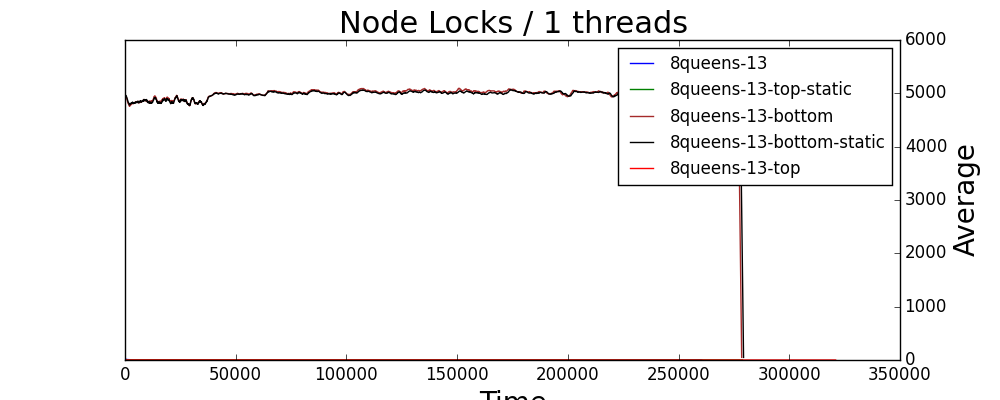 Node Locks / 1 threads
8queens-13
8queens-13-top-static
8queens-13-bottom
8queens-13-bottom-static
8queens-13-top
6000
5000
4000
3000
2000
1000
0
Average
0 50000 100000 150000 200000 250000 300000 350000
Time